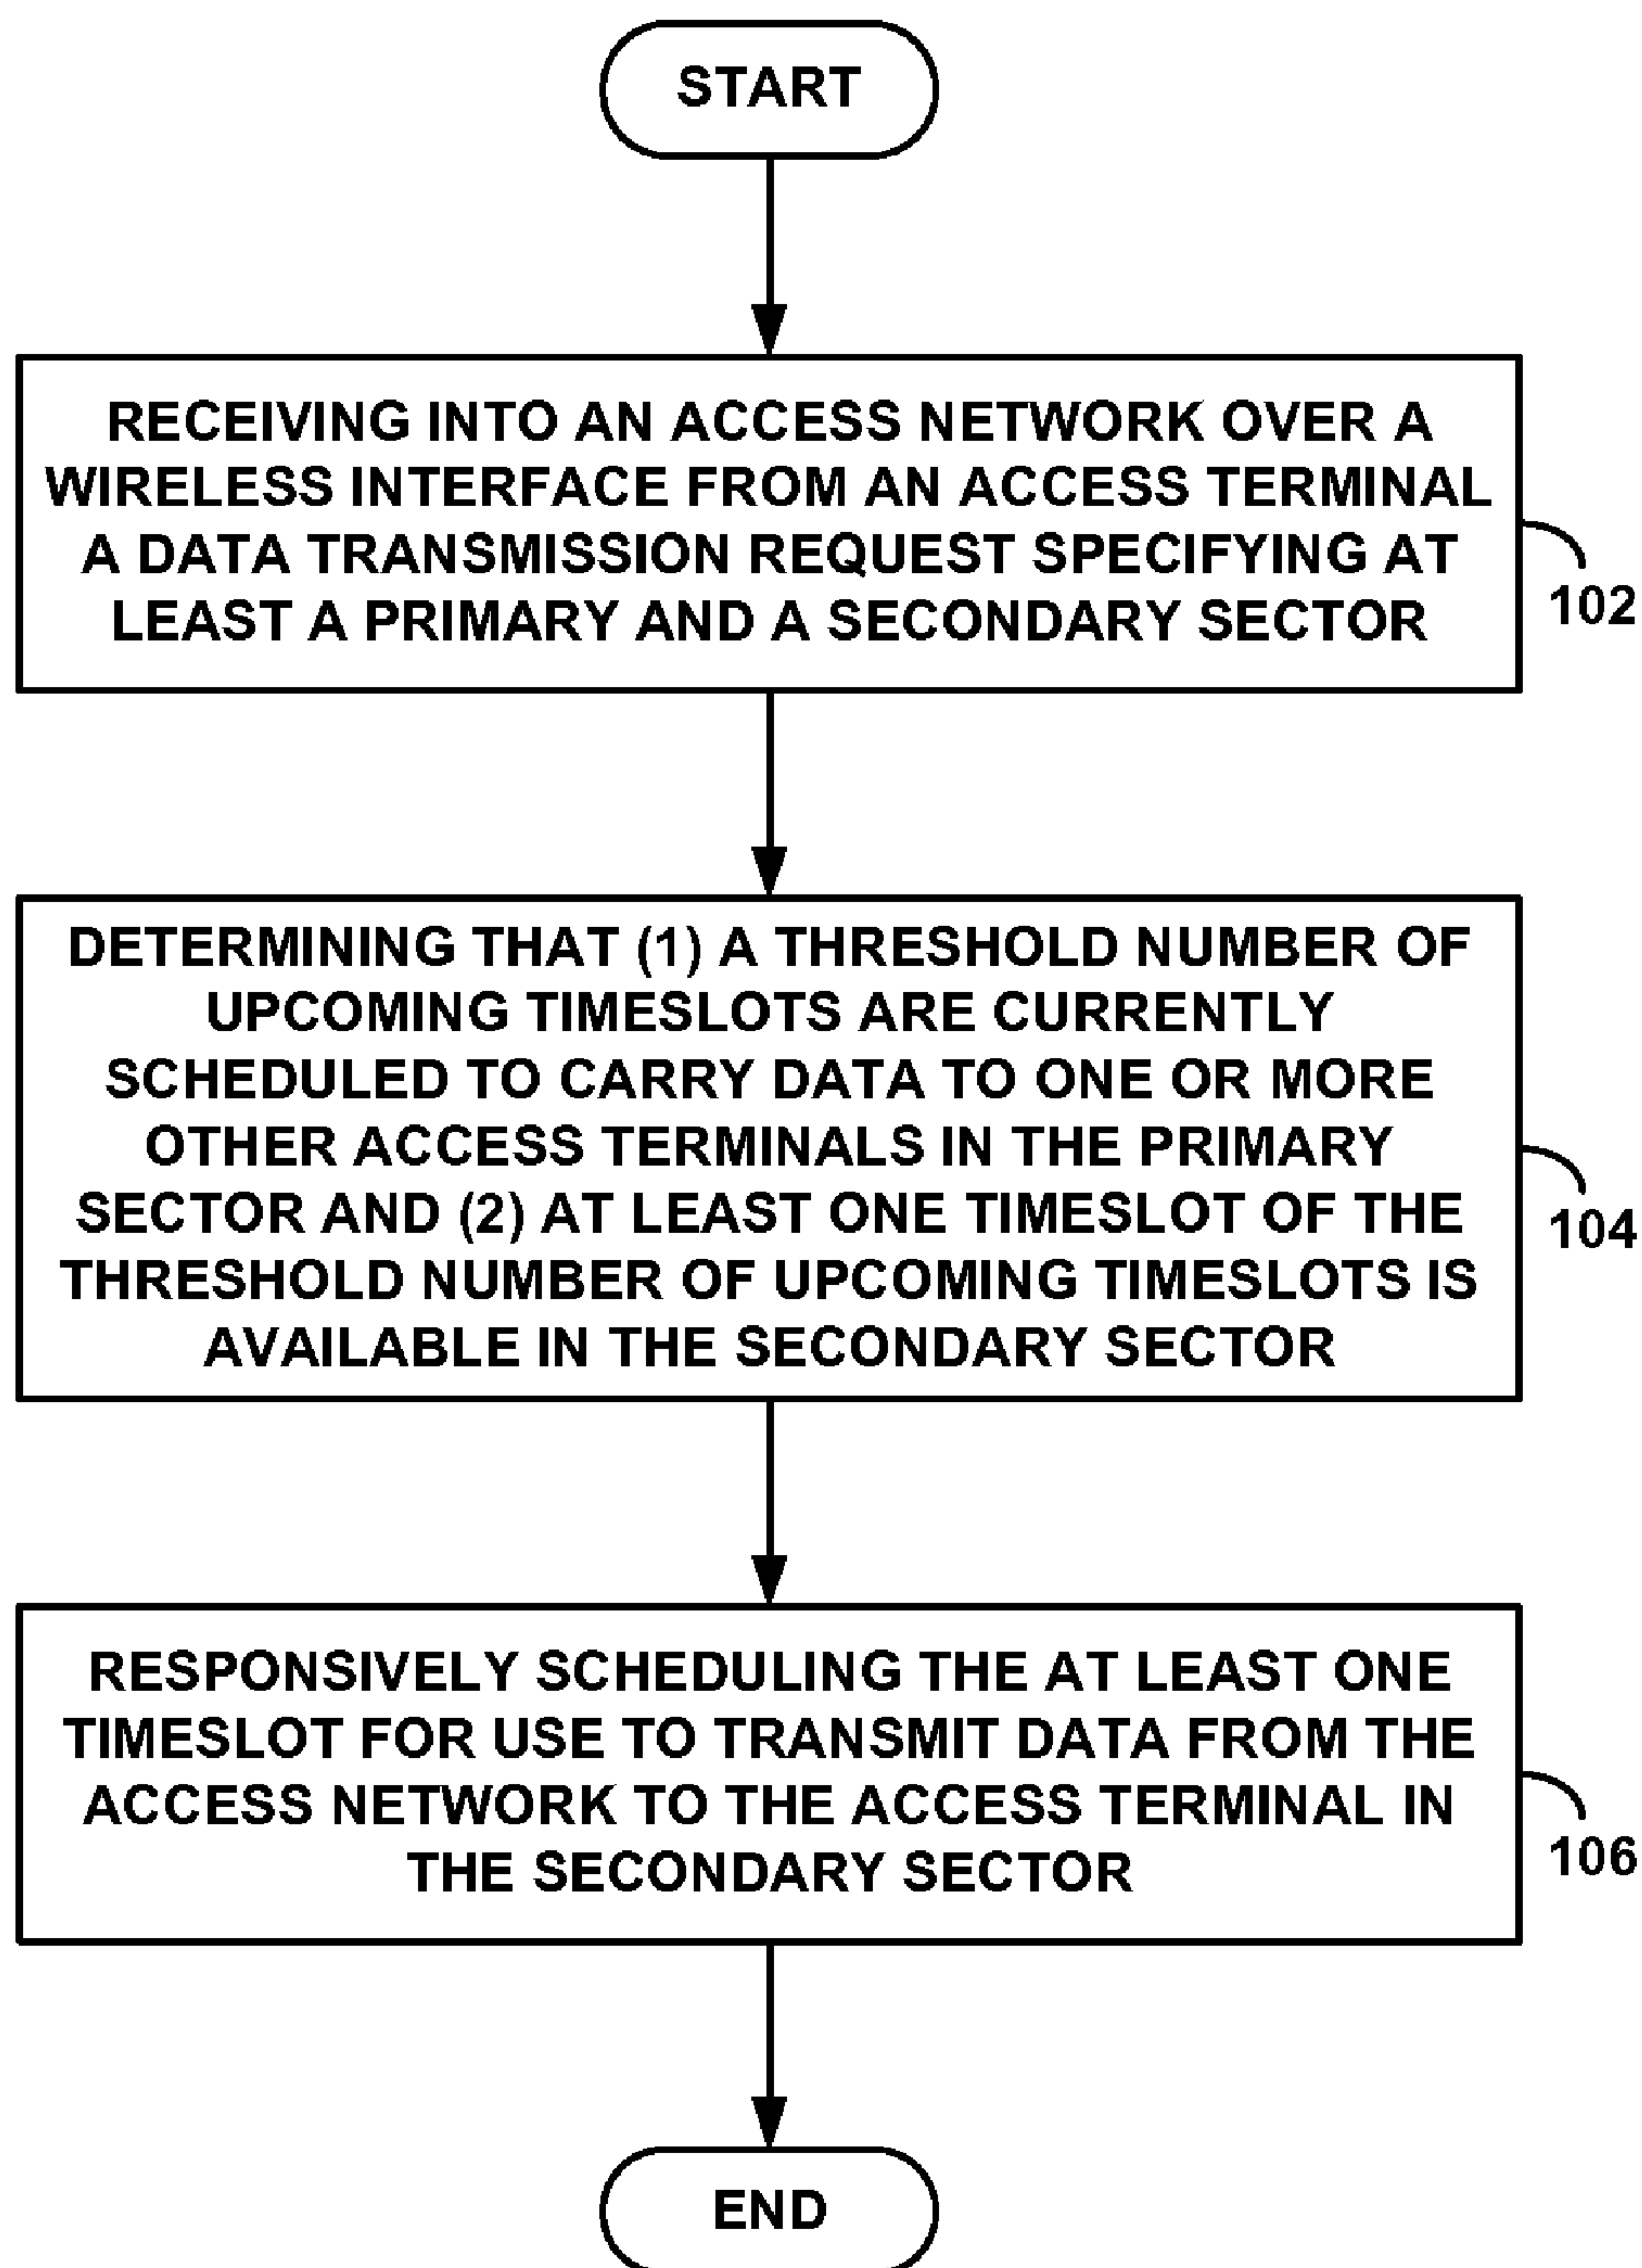 START
RECEIVING INTO AN ACCESS NETWORK OVER A
WIRELESS INTERFACE FROM AN ACCESS TERMINAL
A DATA TRANSMISSION REQUEST SPECIFYING AT
LEAST A PRIMARY AND A SECONDARY SECTOR
102
DETERMINING THAT (1) A THRESHOLD NUMBER OF
UPCOMING TIMESLOTS ARE CURRENTLY
SCHEDULED TO CARRY DATA TO ONE OR MORE
OTHER ACCESS TERMINALS IN THE PRIMARY
SECTOR AND (2) AT LEAST ONE TIMESLOT OF THE
THRESHOLD NUMBER OF UPCOMING TIMESLOTS IS
AVAILABLE IN THE SECONDARY SECTOR
104
RESPONSIVELY SCHEDULING THE AT LEAST ONE
TIMESLOT FOR USE TO TRANSMIT DATA FROM THE
ACCESS NETWORK TO THE ACCESS TERMINAL IN
THE SECONDARY SECTOR
106
END